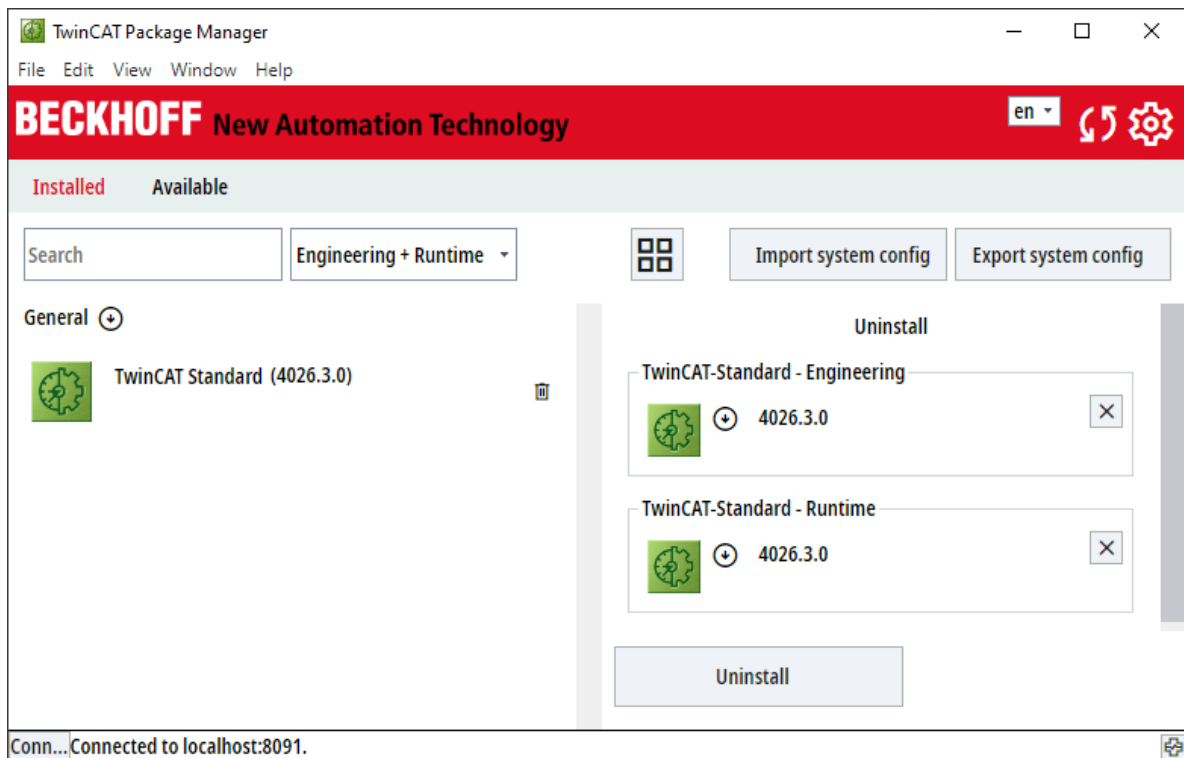 TwinCAT Package Manager
File Edit View Window Help
BECKHOFF New Automation Technology
en
Installed Available
Search
Engineering + Runtime
Import system config
Export system config
General
TwinCAT Standard (4026.3.0)
Uninstall
TwinCAT-Standard - Engineering
4026.3.0
TwinCAT-Standard - Runtime
4026.3.0
Uninstall
Conn... Connected to localhost:8091.